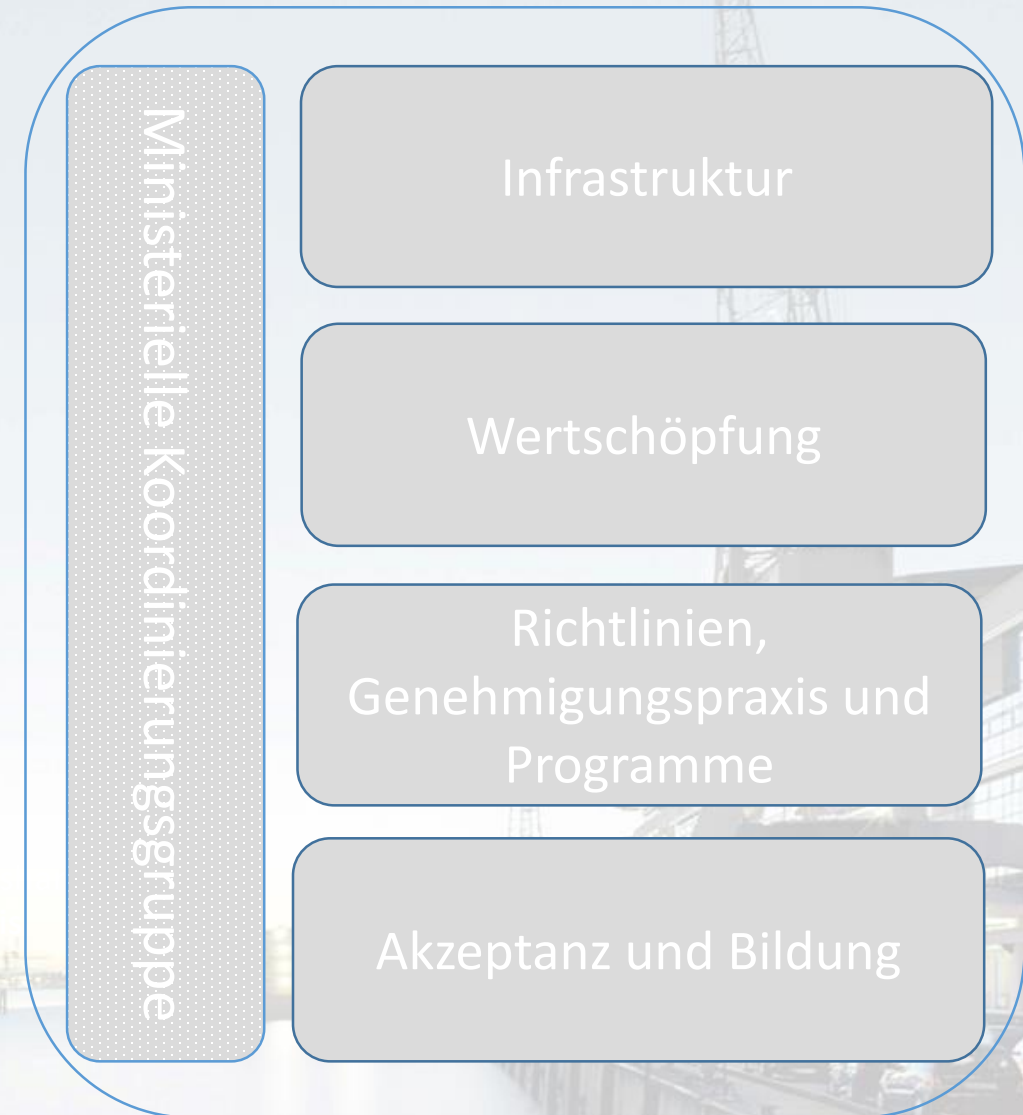 Ministerielle Koordinierungsgruppe
Infrastruktur
Wertschöpfung
Richtlinien,
Genehmigungspraxis und
Programme
Akzeptanz und Bildung